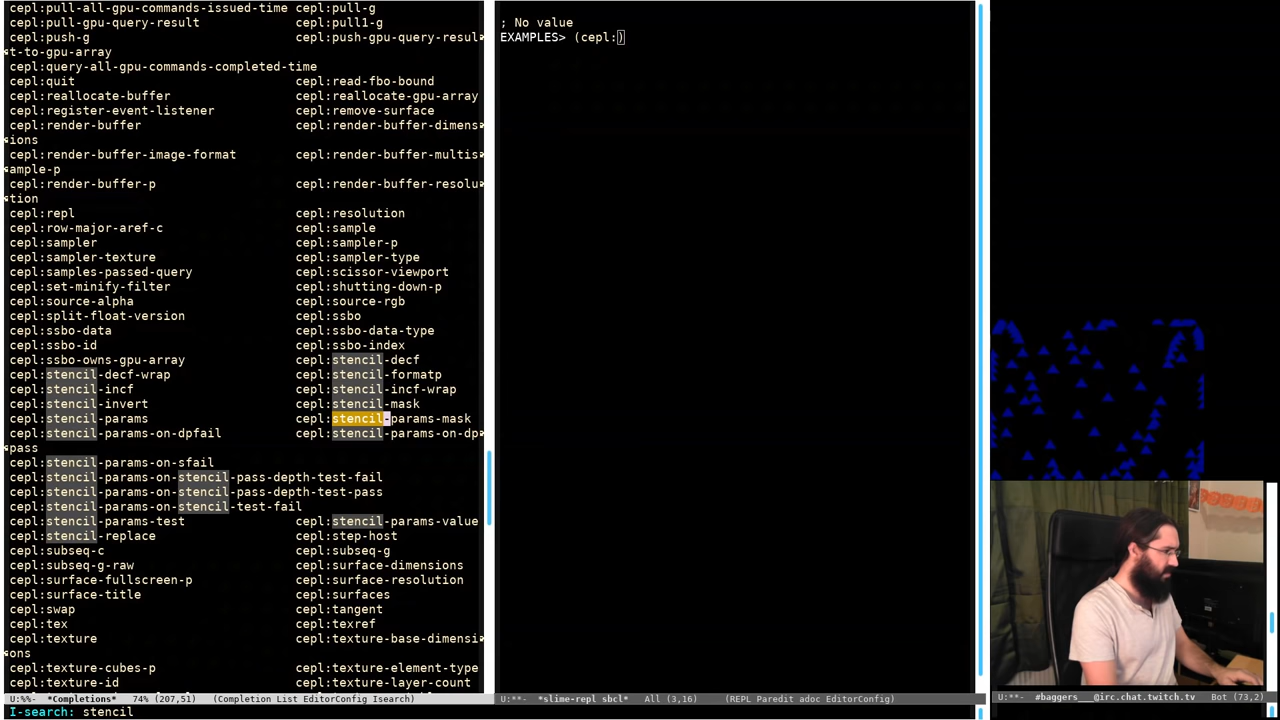 cepl:pull-all-gpu-commands-issued-time cepl:pull-g
cepl:pull-gpu-query-result cepl:pull1-g
cepl:push-g cepl:push-gpu-query-resul
t-to-gpu-array
cepl:query-all-gpu-commands-completed-time
cepl:quit cepl:read-fbo-bound
cepl:reallocate-buffer cepl:reallocate-gpu-array
cepl:register-event-listener cepl:remove-surface
cepl:render-buffer cepl:render-buffer-dimens
ions
cepl:render-buffer-image-format cepl:render-buffer-multis
ample-p
cepl:render-buffer-p cepl:render-buffer-resolu
tion
cepl:repl cepl:resolution
cepl:row-major-aref-c cepl:sample
cepl:sampler cepl:sampler-p
cepl:sampler-texture cepl:sampler-type
cepl:samples-passed-query cepl:scissor-viewport
cepl:set-minify-filter cepl:shutting-down-p
cepl:source-alpha cepl:source-rgb
cepl:split-float-version cepl:ssbo
cepl:ssbo-data cepl:ssbo-data-type
cepl:ssbo-id cepl:ssbo-index
cepl:ssbo-owns-gpu-array cepl:stencil-decf
cepl:stencil-decf-wrap cepl:stencil-formatp
cepl:stencil-incf cepl:stencil-incf-wrap
cepl:stencil-invert cepl:stencil-mask
cepl:stencil-params cepl:stencil-params-mask
cepl:stencil-params-on-dpfail cepl:stencil-params-on-dp
pass
cepl:stencil-params-on-sfail
cepl:stencil-params-on-stencil-pass-depth-test-fail
cepl:stencil-params-on-stencil-pass-depth-test-pass
cepl:stencil-params-on-stencil-test-fail
cepl:stencil-params-test cepl:stencil-params-value
cepl:stencil-replace cepl:step-host
cepl:subseq-c cepl:subseq-g
cepl:subseq-g-raw cepl:surface-dimensions
cepl:surface-fullscreen-p cepl:surface-resolution
cepl:surface-title cepl:surfaces
cepl:swap cepl:tangent
cepl:tex cepl:texref
cepl:texture cepl:texture-base-dimensi
ons
cepl:texture-cubes-p cepl:texture-element-type
cepl:texture-id cepl:texture-layer-count
U:%%- *Completions* 74% (207,51) (Completion List EditorConfig Isearch)
I-search: stencil
; No value
EXAMPLES> (cepl:)
U:**- *slime-repl sbcl* All (3,16) (REPL Paredit adoc EditorConfig)
U:**- #baggers___@irc.chat.twitch.tv Bot (73,2)